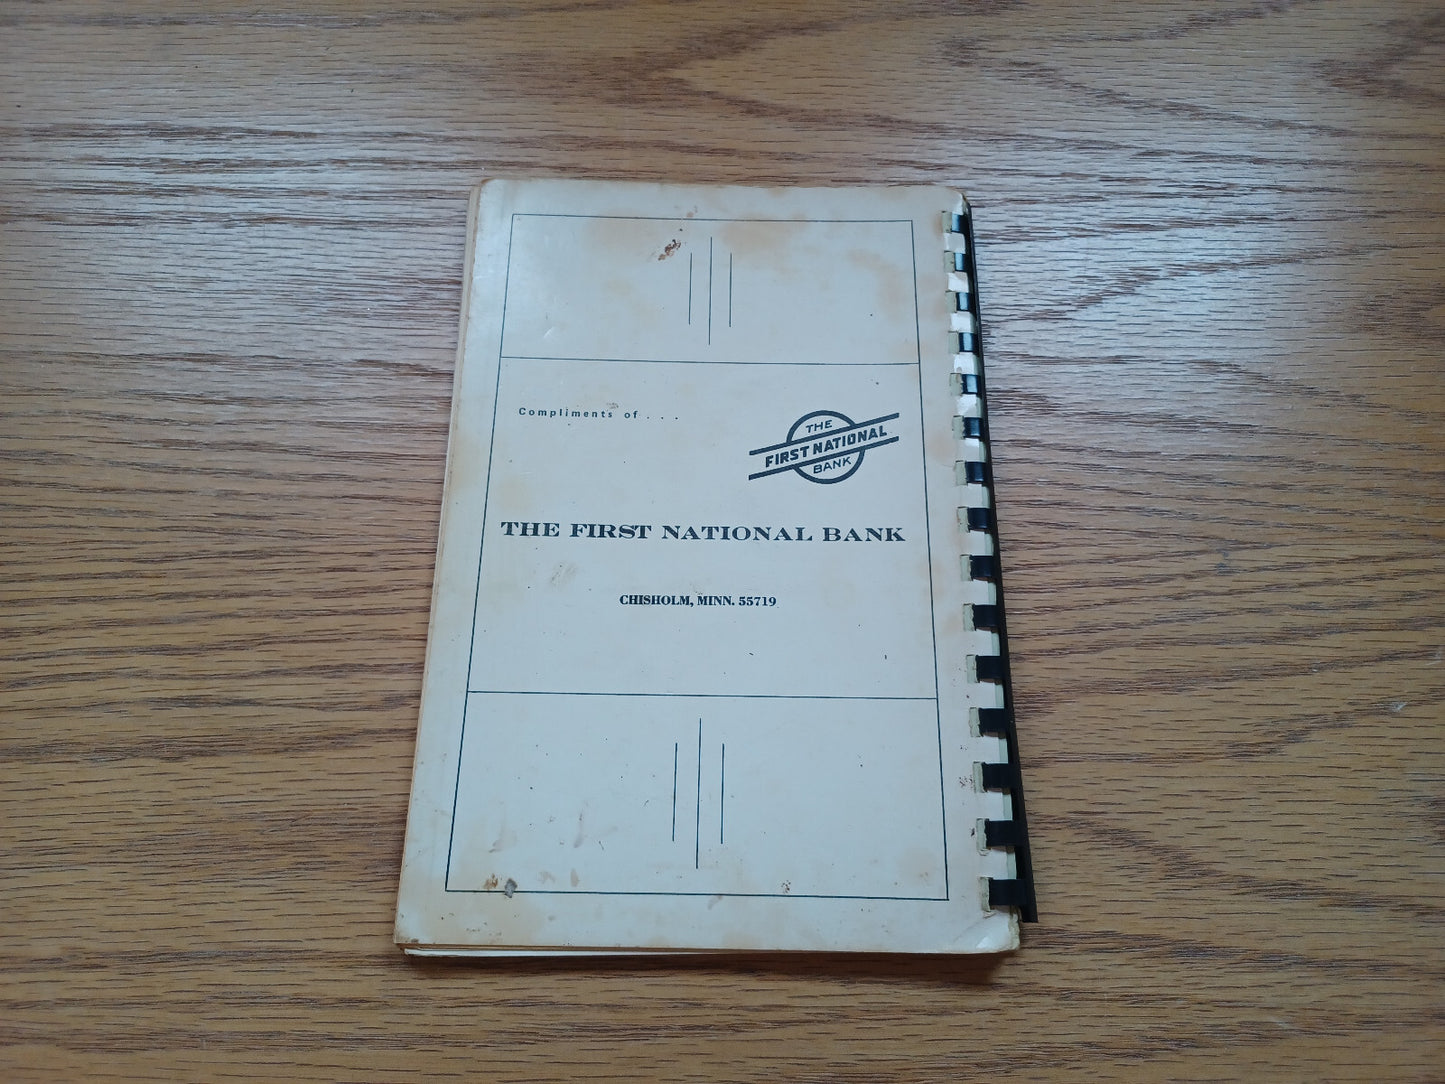 Compliments of . . . .
THE
FIRST NATIONAL
BANK
THE FIRST NATIONAL BANK
CHISHOLM, MINN. 55719